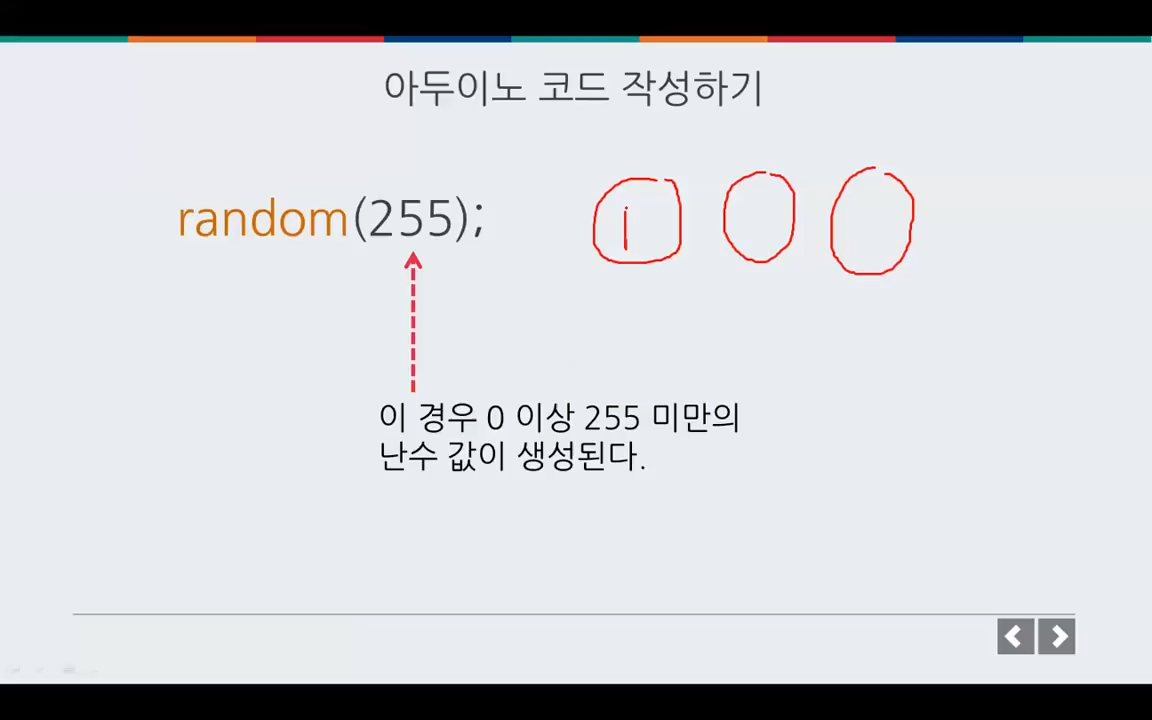 아두이노 코드 작성하기
random(255);
이 경우 0 이상 255 미만의
난수 값이 생성된다.